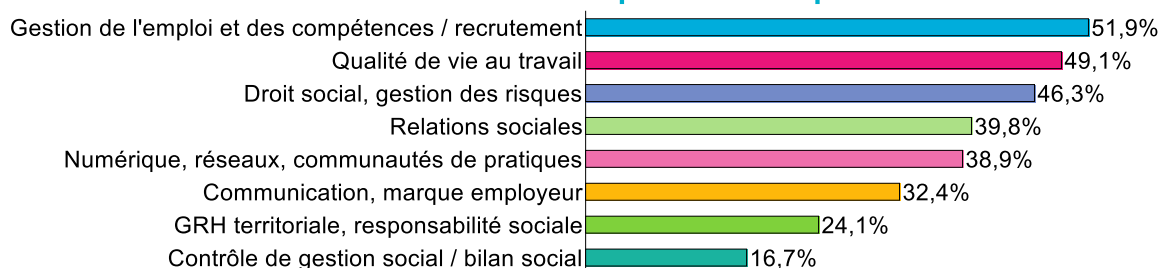 Gestion de l'emploi et des compétences / recrutement 51,9%
Qualité de vie au travail 49,1%
Droit social, gestion des risques 46,3%
Relations sociales 39,8%
Numérique, réseaux, communautés de pratiques 38,9%
Communication, marque employeur 32,4%
GRH territoriale, responsabilité sociale 24,1%
Contrôle de gestion social / bilan social 16,7%